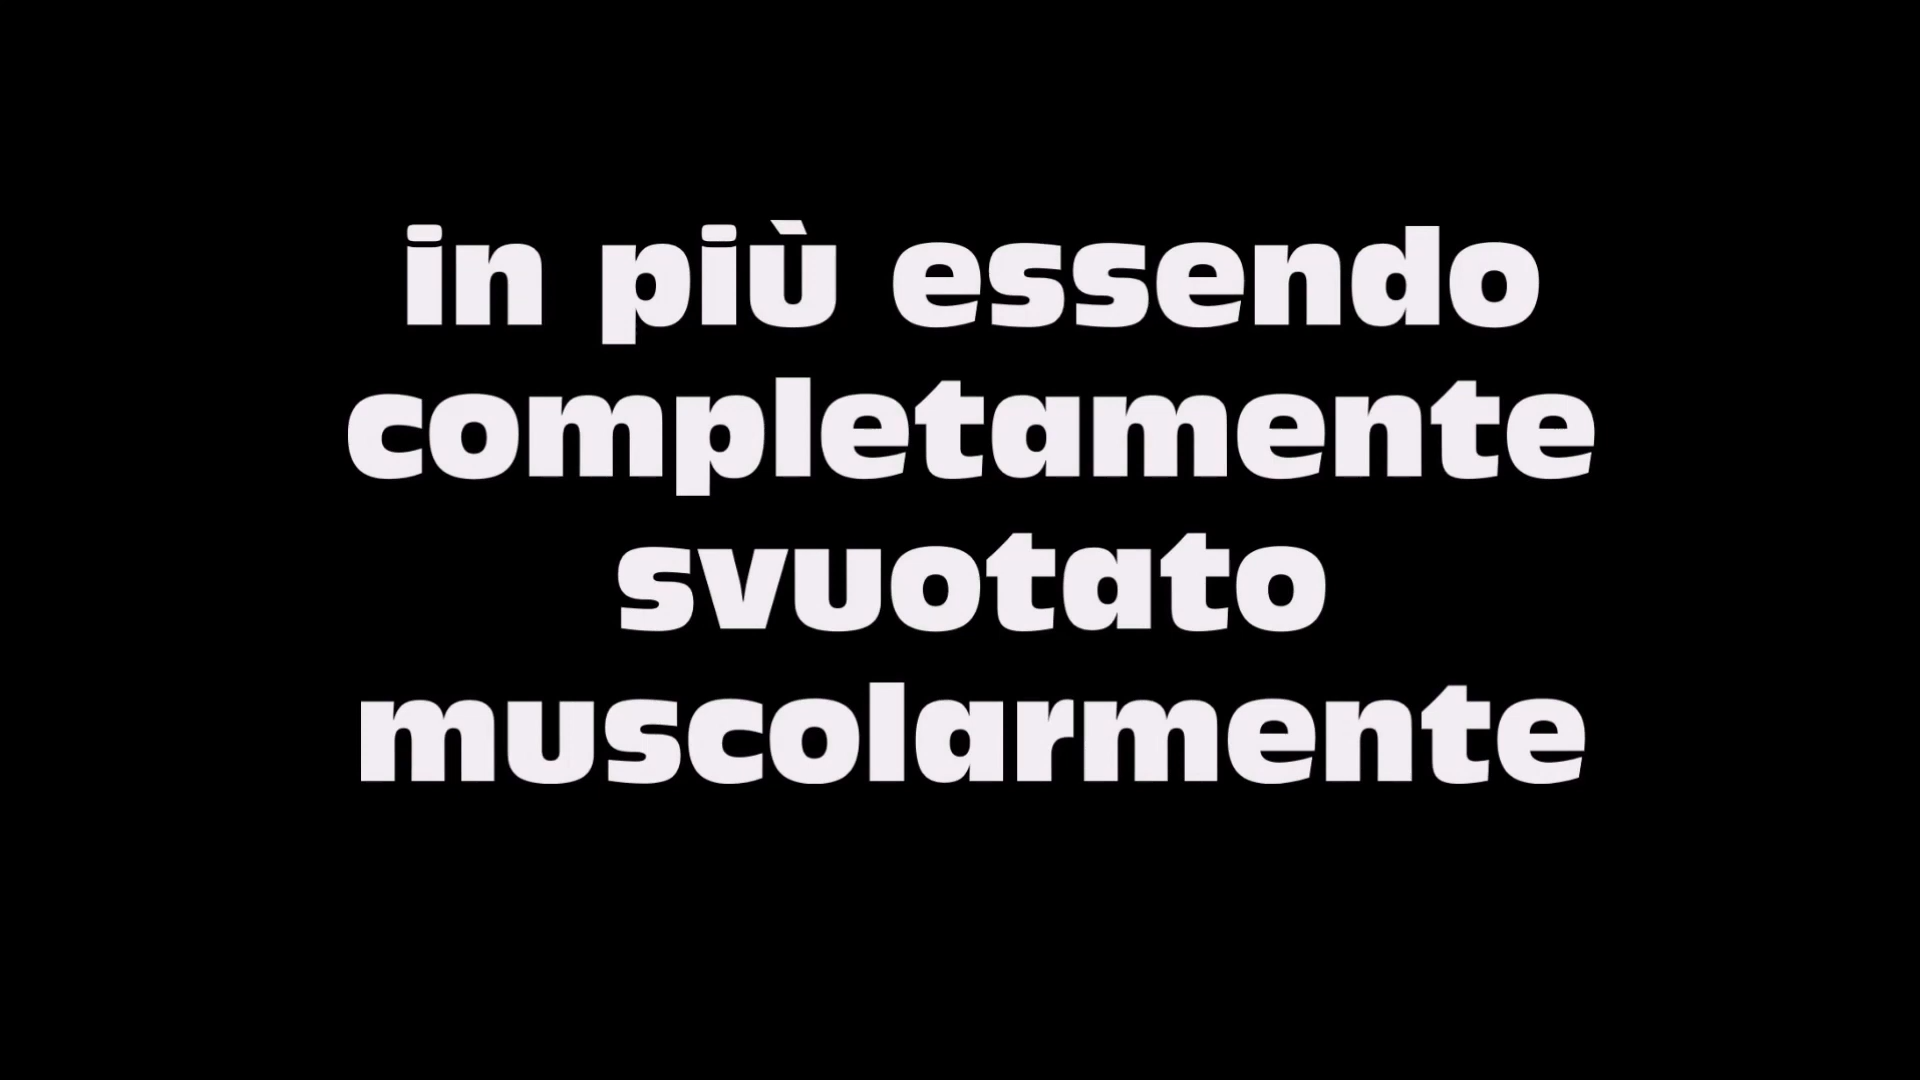 in più essendo
completamente
svuotato
muscolarmente